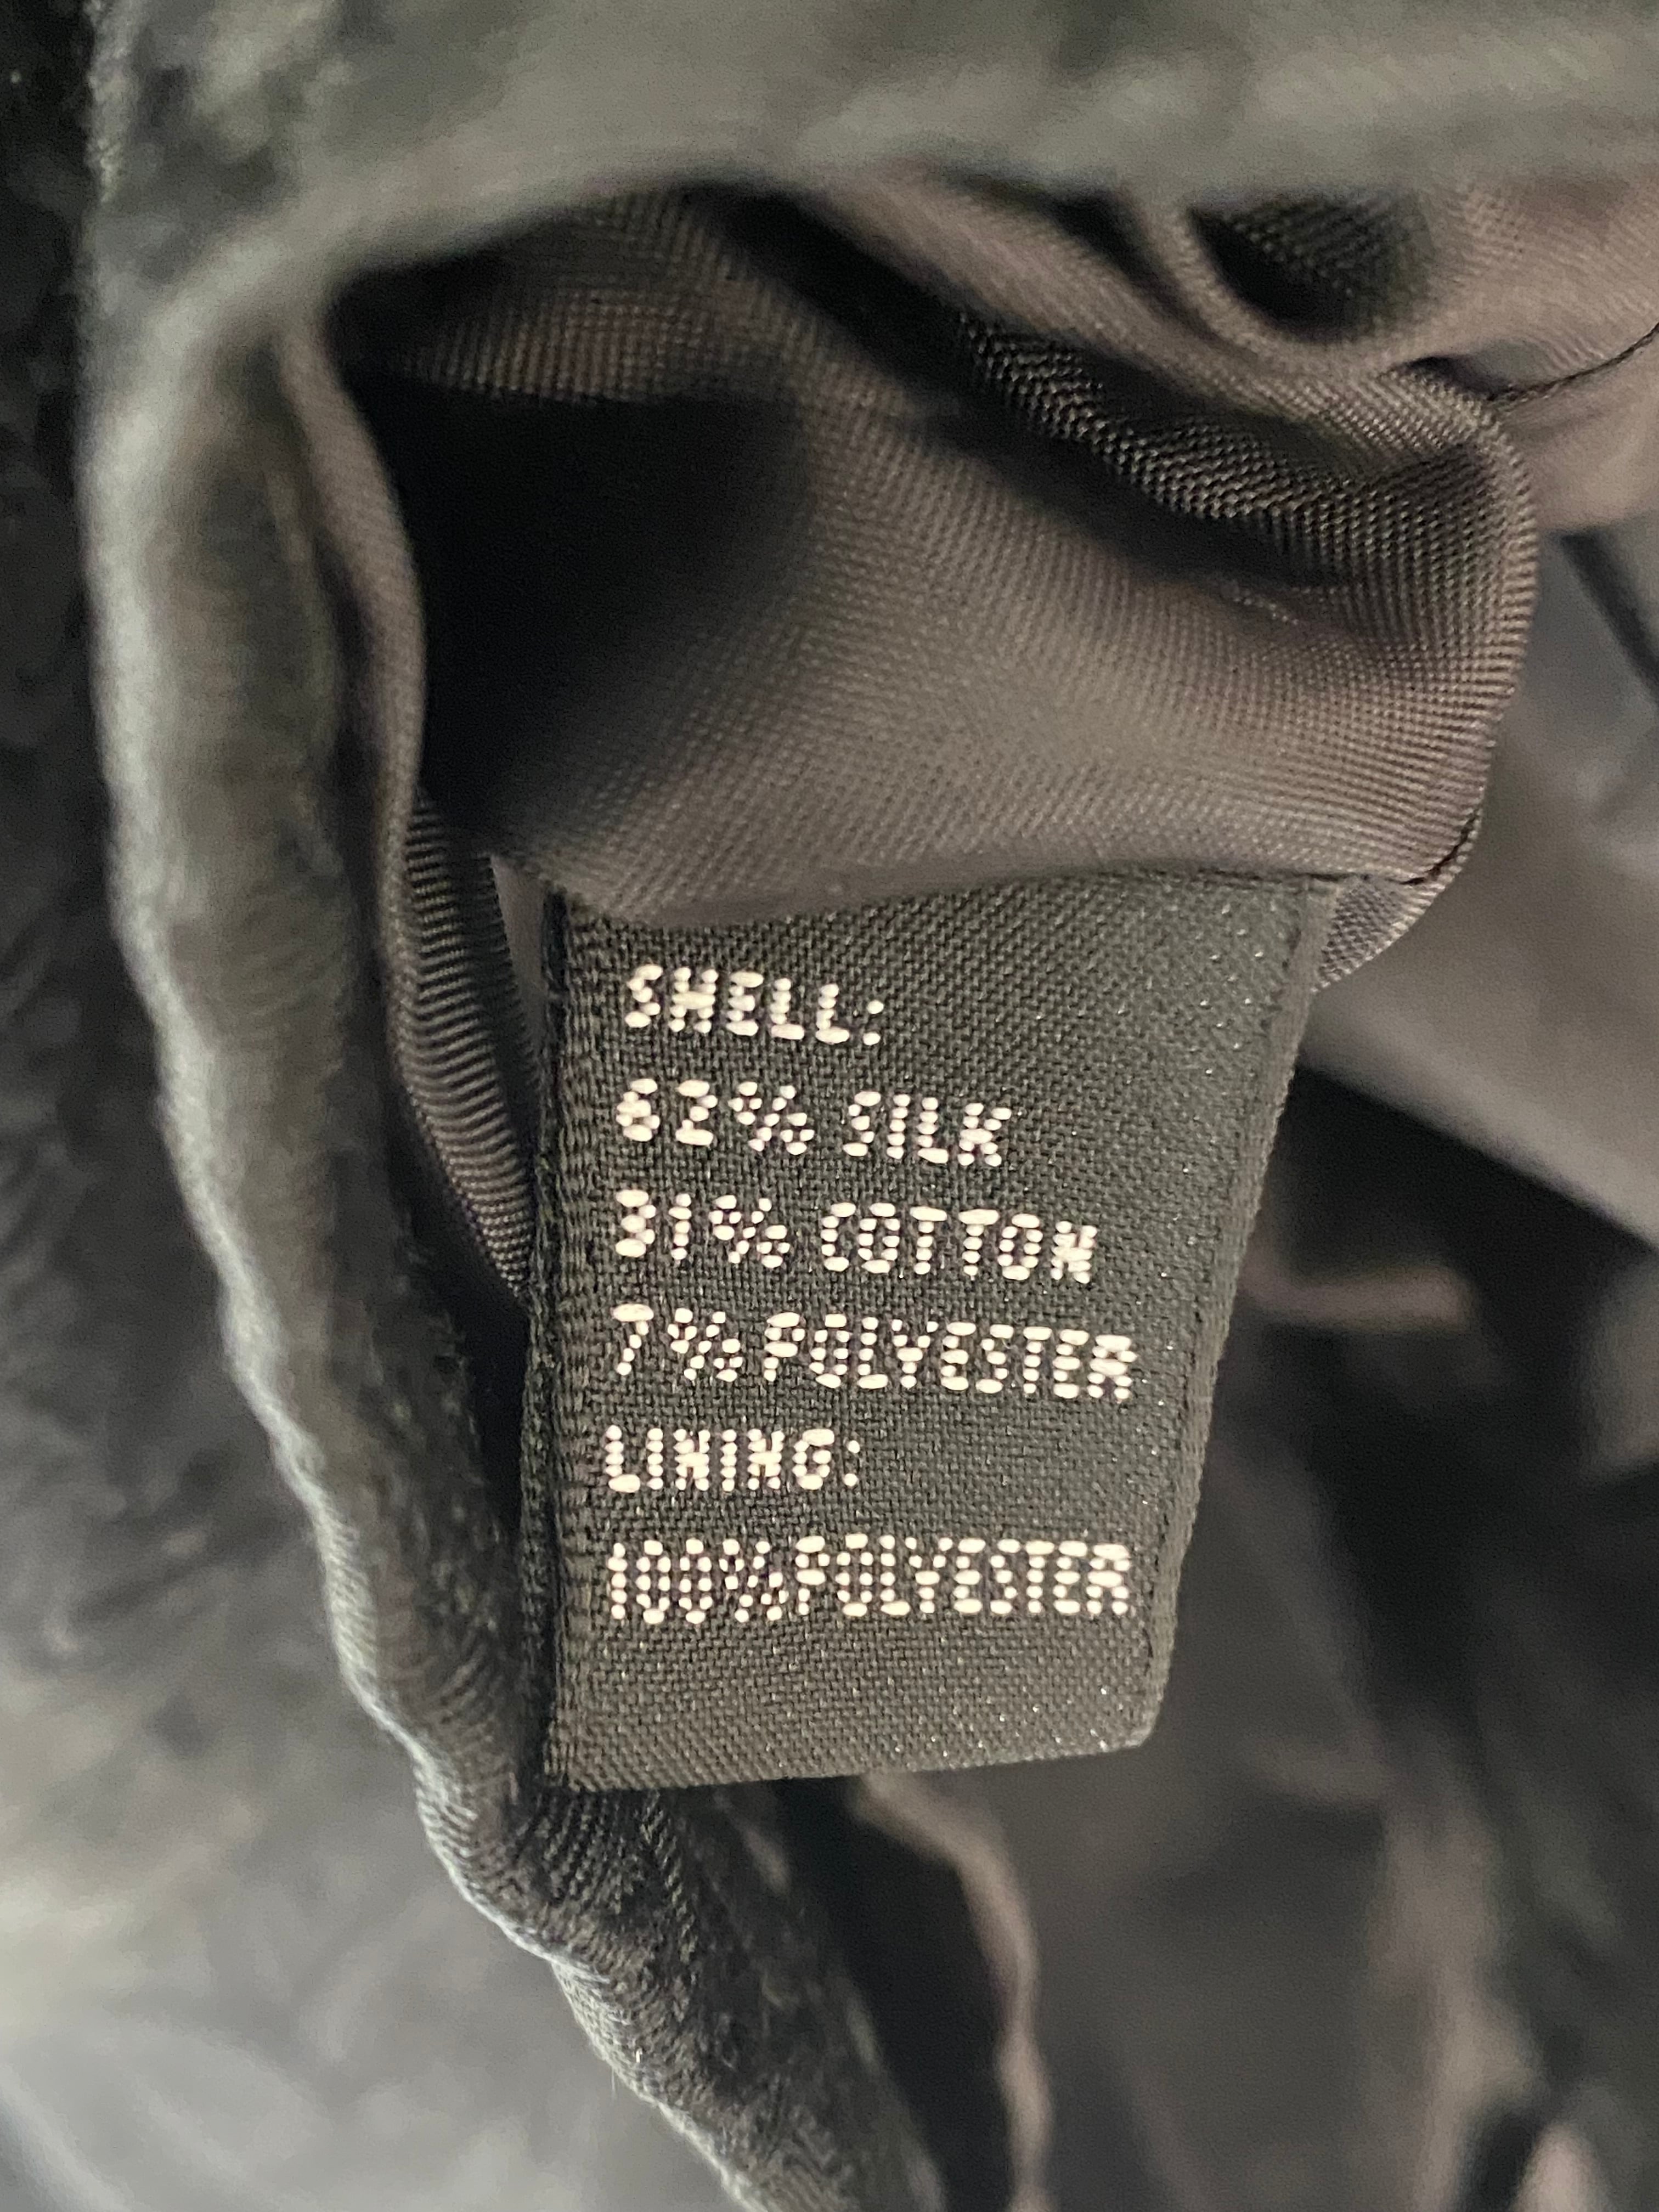 SHELL:
62% SILK
31% COTTON
7% POLYESTER
LINING:
100% POLYESTER